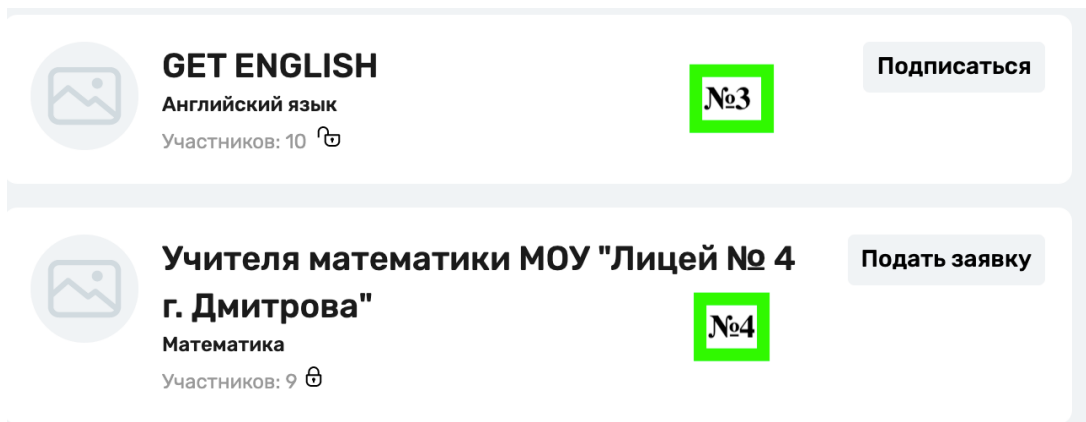 GET ENGLISH
Подписаться
Английский язык
№3
Участников: 10
Учителя математики МОУ "Лицей № 4
г. Дмитрова"
Подать заявку
№4
Математика
Участников: 9